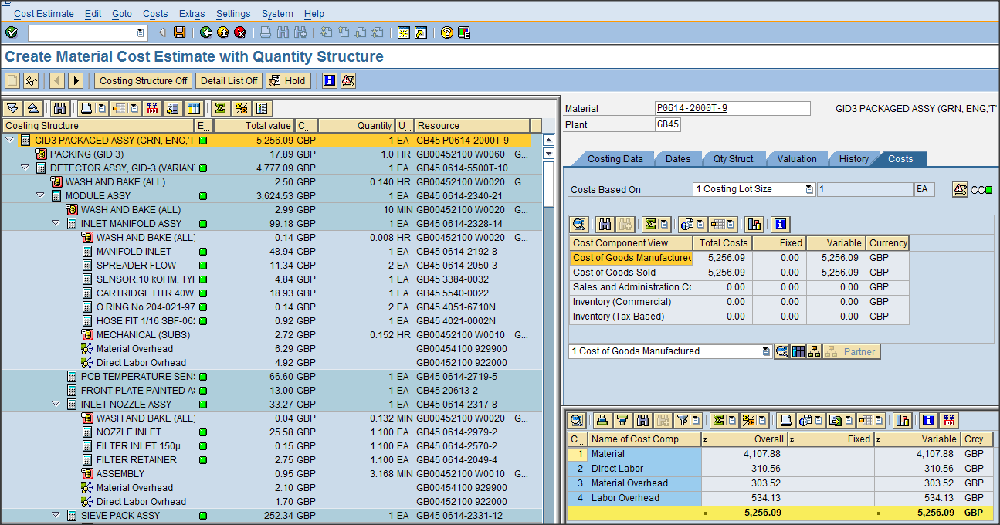 Cost Estimate Edit Goto Costs Extras Settings System Help
Create Material Cost Estimate with Quantity Structure
Costing Structure Off Detail List Off Hold
Costing Structure E... Total value C... Quantity U... Resource
GID3 PACKAGED ASSY (GRN, ENG,'T 5,256.09 GBP 1 EA GB45 P0614-2000T-9
PACKING (GID 3) 17.89 GBP 1.0 HR GB00452100 W0060 G...
DETECTOR ASSY, GID-3 (VARIAN 4,777.09 GBP 1 EA GB45 0614-5500T-10
WASH AND BAKE (ALL) 2.50 GBP 0.140 HR GB00452100 W0020 G...
MODULE ASSY 3,624.53 GBP 1 EA GB45 0614-2340-21
WASH AND BAKE (ALL) 2.99 GBP 10 MIN GB00452100 W0020 G...
INLET MANIFOLD ASSY 99.18 GBP 1 EA GB45 0614-2328-14
WASH AND BAKE (ALL) 0.14 GBP 0.008 HR GB00452100 W0020 G...
MANIFOLD INLET 48.94 GBP 1 EA GB45 0614-2192-8
SPREADER FLOW 11.34 GBP 2 EA GB45 0614-2050-3
SENSOR.10 kOHM, TYF 4.84 GBP 1 EA GB45 3384-0032
CARTRIDGE HTR 40W 18.93 GBP 1 EA GB45 5540-0022
O RING No 204-021-97 0.14 GBP 2 EA GB45 4051-6710N
HOSE FIT 1/16 SBF-062 0.92 GBP 1 EA GB45 4021-0002N
MECHANICAL (SUBS) 2.72 GBP 0.152 HR GB00452100 W0010 G...
Material Overhead 6.29 GBP GB00454100 929900
Direct Labor Ovrhead 4.92 GBP GB00452100 922000
PCB TEMPERATURE SEN 66.60 GBP 1 EA GB45 0614-2719-5
FRONT PLATE PAINTED A 13.00 GBP 1 EA GB45 20613-2
INLET NOZZLE ASSY 33.27 GBP 1 EA GB45 0614-2317-8
WASH AND BAKE (ALL) 0.04 GBP 0.132 MIN GB00452100 W0020 G...
NOZZLE INLET 25.58 GBP 1.100 EA GB45 0614-2979-2
FILTER INLET 150µ 0.15 GBP 1.100 EA GB45 0614-2570-2
FILTER RETAINER 2.75 GBP 1.100 EA GB45 0614-2049-4
ASSEMBLY 0.95 GBP 3.168 MIN GB00452100 W0010 G...
Material Overhead 2.10 GBP GB00454100 929900
Direct Labor Ovrhead 1.70 GBP GB00452100 922000
SIEVE PACK ASSY 252.34 GBP 1 EA GB45 0614-2331-12
Material P0614-2000T-9 GID3 PACKAGED ASSY (GRN, ENG,'T'
Plant GB45
Costing Data Dates Qty Struct. Valuation History Costs
Costs Based On 1 Costing Lot Size 1 EA
Cost Component View Total Costs Fixed Variable Currency
Cost of Goods Manufactured 5,256.09 0.00 5,256.09 GBP
Cost of Goods Sold 5,256.09 0.00 5,256.09 GBP
Sales and Administration Co 0.00 0.00 0.00 GBP
Inventory (Commercial) 0.00 0.00 0.00 GBP
Inventory (Tax-Based) 0.00 0.00 0.00 GBP
1 Cost of Goods Manufactured Partner
C... Name of Cost Comp. Σ Overall Σ Fixed Σ Variable Crcy
1 Material 4,107.88 4,107.88 GBP
2 Direct Labor 310.56 310.56 GBP
3 Material Overhead 303.52 303.52 GBP
4 Labor Overhead 534.13 534.13 GBP
5,256.09 5,256.09 GBP